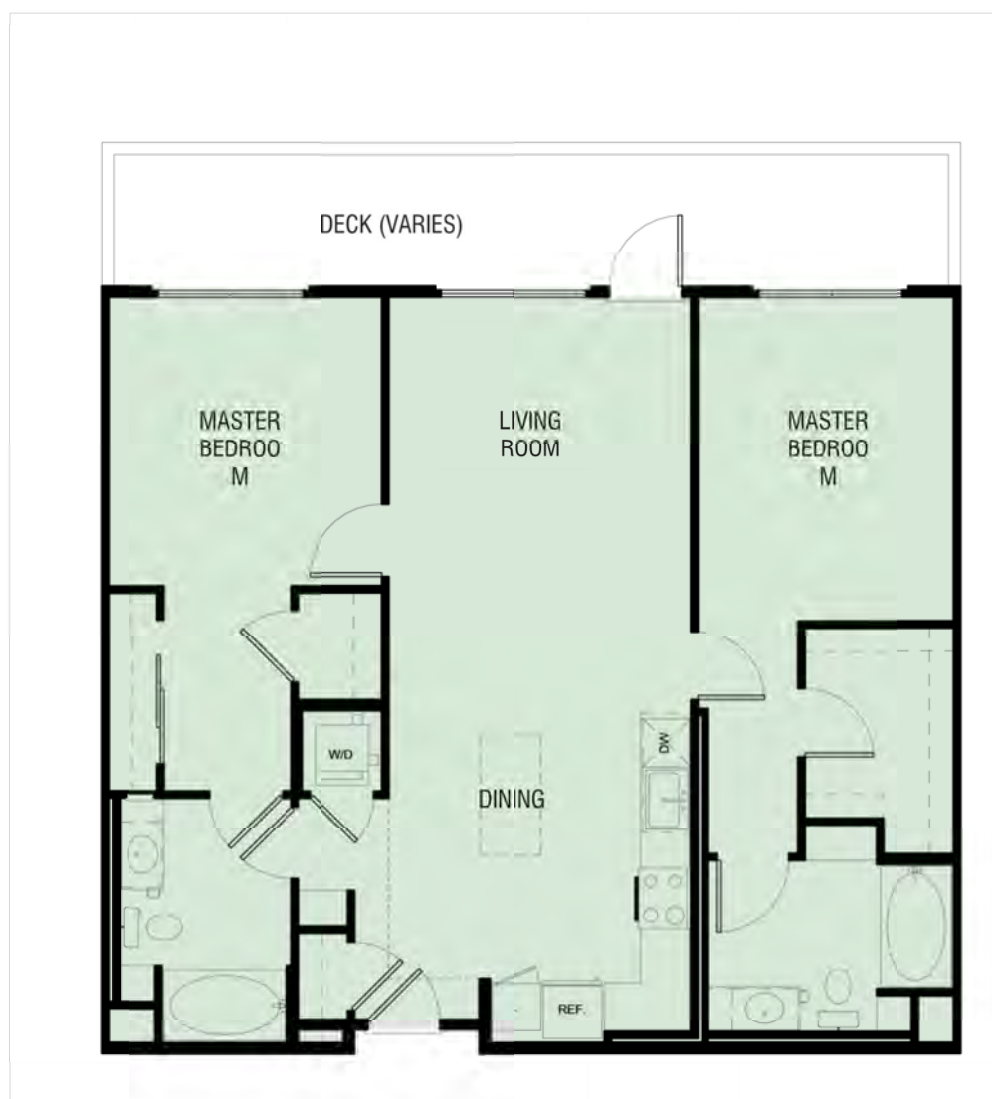 DECK (VARIES)
MASTER
BEDROO
M
LIVING
ROOM
MASTER
BEDROO
M
W/D
DW
DINING
REF.